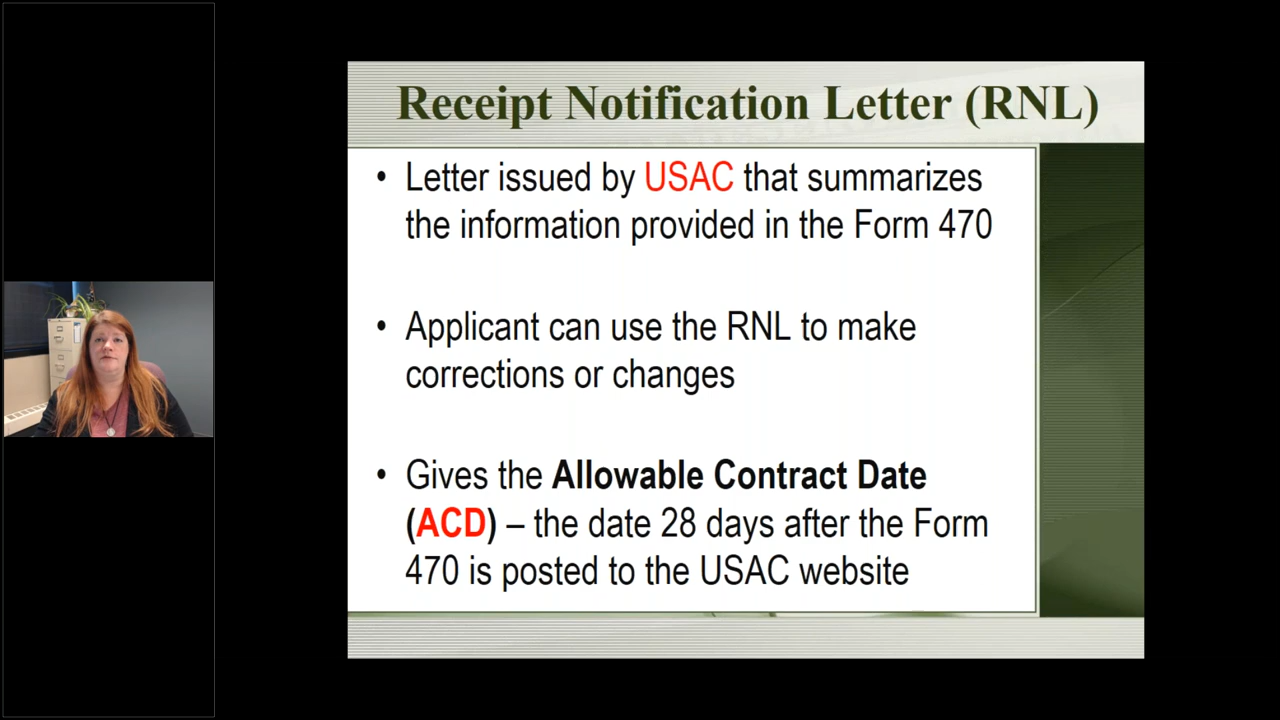 Receipt Notification Letter (RNL)
• Letter issued by USAC that summarizes
the information provided in the Form 470
• Applicant can use the RNL to make
corrections or changes
• Gives the Allowable Contract Date
(ACD) – the date 28 days after the Form
470 is posted to the USAC website